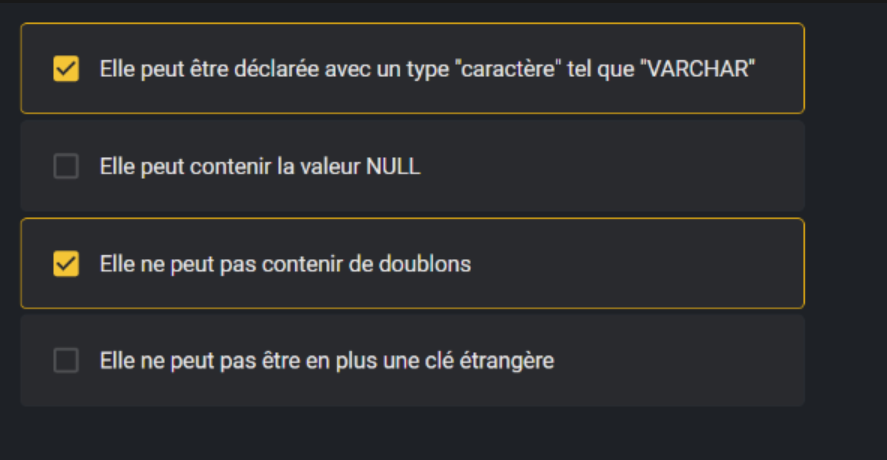 Elle peut être déclarée avec un type "caractère" tel que "VARCHAR"
Elle peut contenir la valeur NULL
Elle ne peut pas contenir de doublons
Elle ne peut pas être en plus une clé étrangère